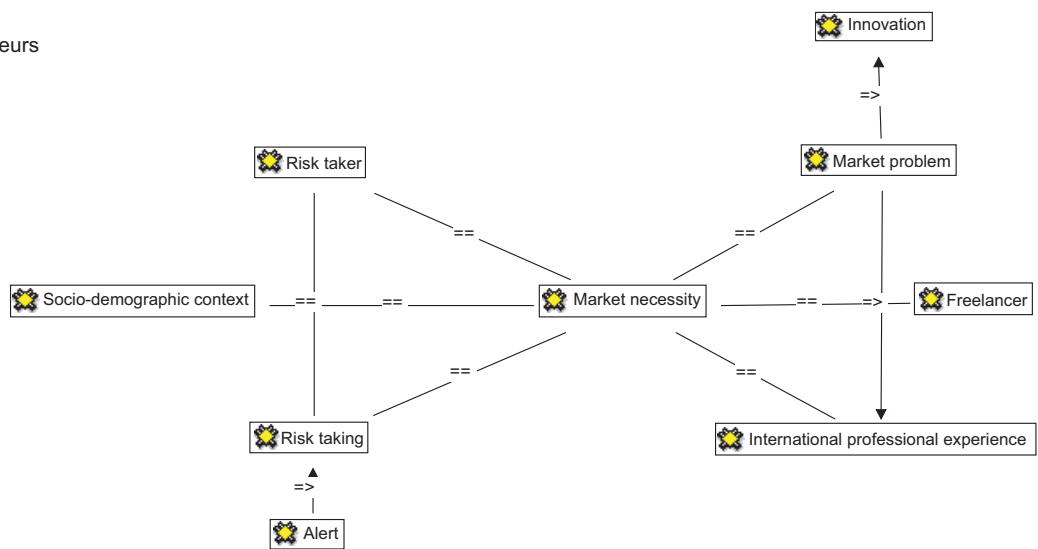 Innovation
eurs
=>
Risk taker
Market problem
==
==
Socio-demographic context
==
==
Market necessity
==
=>
Freelancer
==
==
Risk taking
International professional experience
=>
Alert